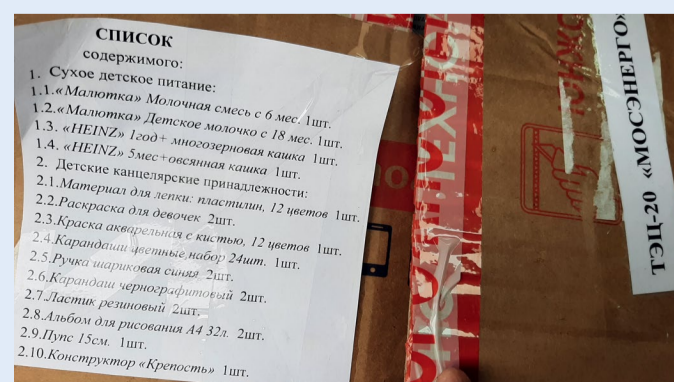 СПИСОК
содержимого:
1. Сухое детское питание:
1.1.«Малютка» Молочная смесь с 6 мес. 1шт.
1.2.«Малютка» Детское молочко с 18 мес. 1шт.
1.3. «HEINZ» 1год+ многозерновая кашка 1шт.
1.4. «HEINZ» 5мес+овсянная кашка 1шт.
2. Детские канцелярские принадлежности:
2.1.Материал для лепки: пластилин, 12 цветов 1шт.
2.2.Раскраска для девочек 2шт.
2.3.Краска акварельная с кистью, 12 цветов 1шт.
2.4.Карандаши цветные набор 24шт. 1шт.
2.5.Ручка шариковая синяя 2шт.
2.6.Карандаш чернографитовый 2шт.
2.7.Ластик резиновый 2шт.
2.8.Альбом для рисования А4 32л. 2шт.
2.9.Пупс 15см. 1шт.
2.10.Конструктор «Крепость» 1шт.
ТЭЦ-20 «МОСЭНЕРГО»